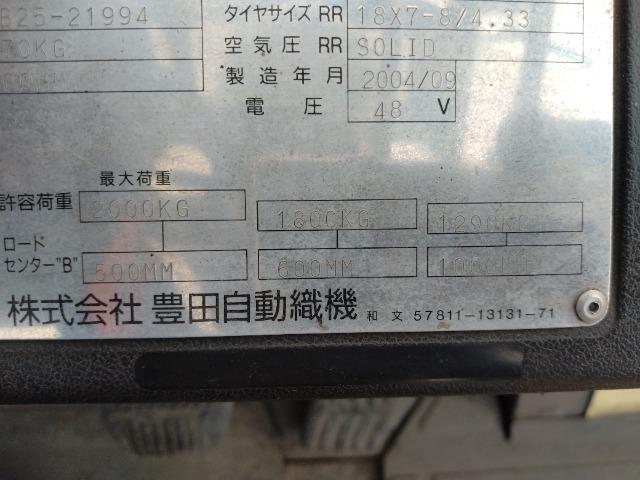 B25-21994 タイヤサイズ RR 18X7-8/4.33
70KG 空気圧 RR SOLID
製造年月 2004/09
電圧 48 V
最大荷重
許容荷重 2000KG 1800KG
ロード
センター"B" 500MM 600MM
株式会社 豊田自動織機 和文 57811-13131-71